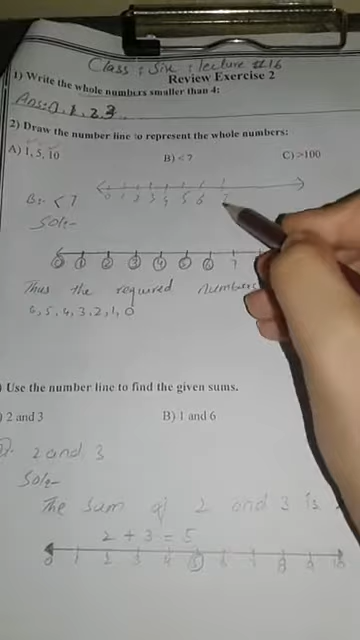 Class : Six : lecture #16
Review Exercise 2
1) Write the whole numbers smaller than 4:
Ans: 0, 1, 2, 3
2) Draw the number line to represent the whole numbers:
A) 1, 5, 10 B) < 7 C) >100
B:- < 7
0 1 2 3 4 5 6 7
Sol:-
0 1 2 3 4 5 6 7
Thus the required numbers
6, 5, 4, 3, 2, 1, 0
) Use the number line to find the given sums.
) 2 and 3 B) 1 and 6
2 and 3
Sol:-
The sum of 2 and 3 is
2 + 3 = 5
0 1 2 3 4 5 6 7 8 9 10